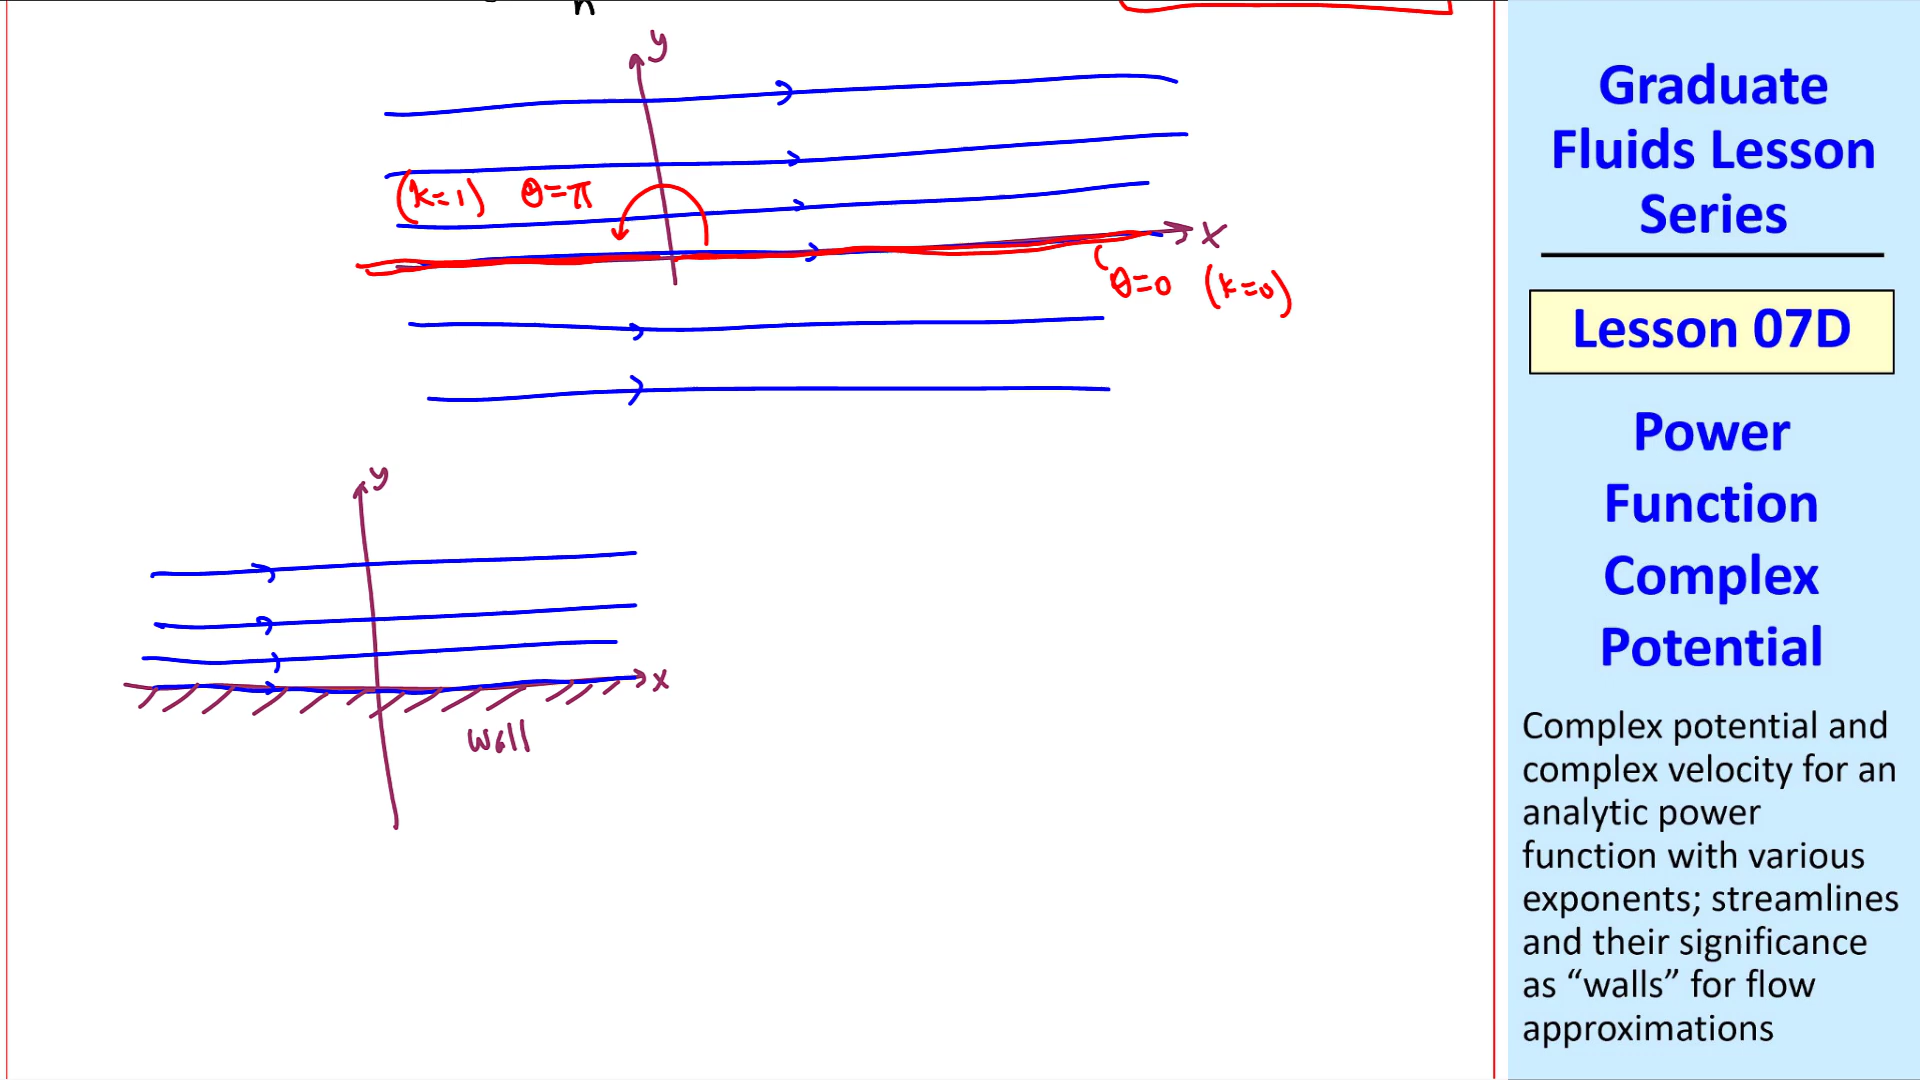 n
y
(k=1) θ=π
x
θ=0 (k=0)
y
x
Wall
Graduate
Fluids Lesson
Series
Lesson 07D
Power
Function
Complex
Potential
Complex potential and
complex velocity for an
analytic power
function with various
exponents; streamlines
and their significance
as “walls” for flow
approximations